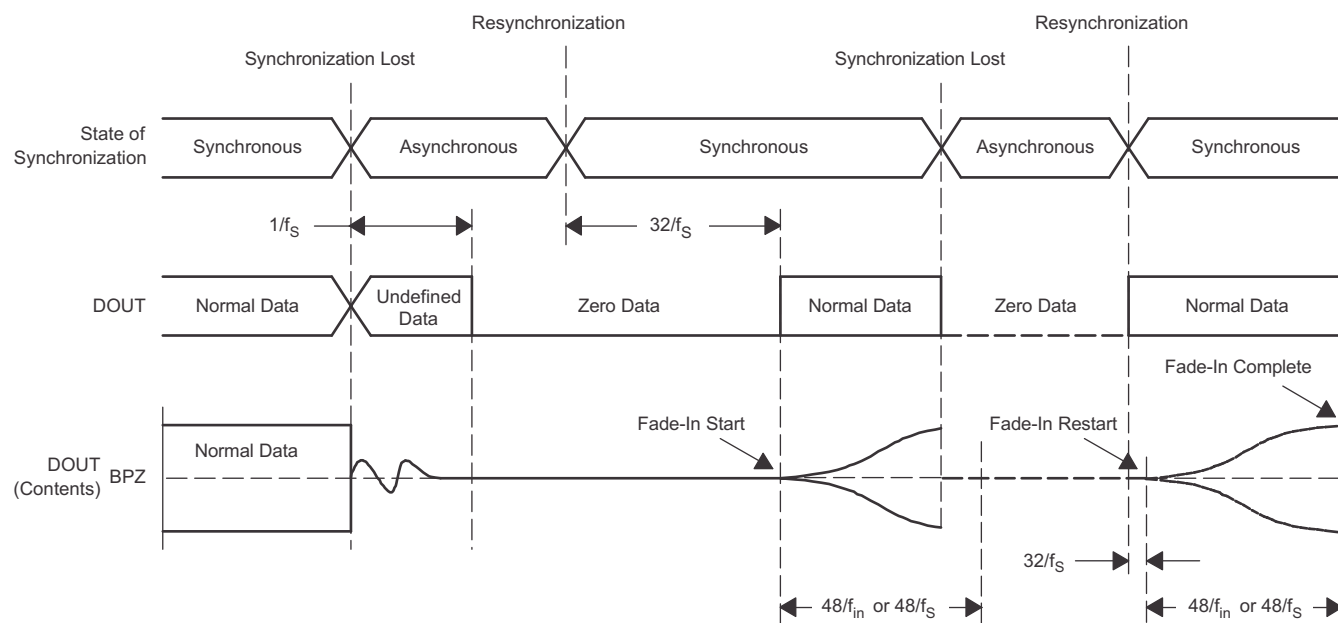 Resynchronization
Resynchronization
Synchronization Lost
Synchronization Lost
State of
Synchronization
Synchronous
Asynchronous
Synchronous
Asynchronous
Synchronous
1/fS
32/fS
DOUT
Normal Data
Undefined
Data
Zero Data
Normal Data
Zero Data
Normal Data
Fade-In Complete
Fade-In Start
Fade-In Restart
Normal Data
DOUT
(Contents)
BPZ
32/fS
48/fin or 48/fS
48/fin or 48/fS